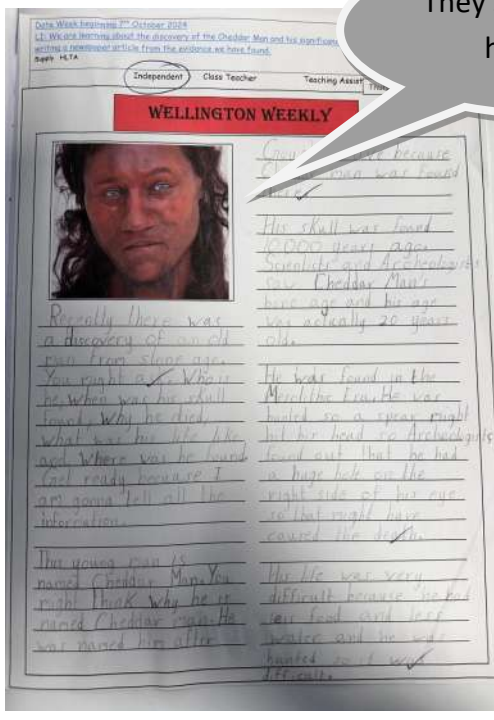 They
h
Date Week beginning 7th October 2024
LI: We are learning about the discovery of the Cheddar Man and his significan
writing a newspaper article from the evidence we have found.
Supply HLTA
Independent Class Teacher Teaching Assist
WELLINGTON WEEKLY
Recently there was
a discovery of an old
man from stone age.
You might ask. Who is
he, when was his skull
found, why he died,
what was his life like
and where was he found.
Get ready because I
am gonna tell all the
information.
This young man is
named Cheddar Man. You
might think why he is
named Cheddar man. He
was named him after
because
man was found
there.
His skull was found
10,000 years ago.
Scientists and Archeologists
saw Cheddar Man's
bone age and his age
was actually 20 years
old.
He was found in the
era. He was
hunted so a spear might
hit his head so Archeologists
found out that he had
a huge hole on the
right side of his eye
so that might have
caused the death.
His life was very
difficult because he had
less food and less
water and he was
hunted so it was
difficult.